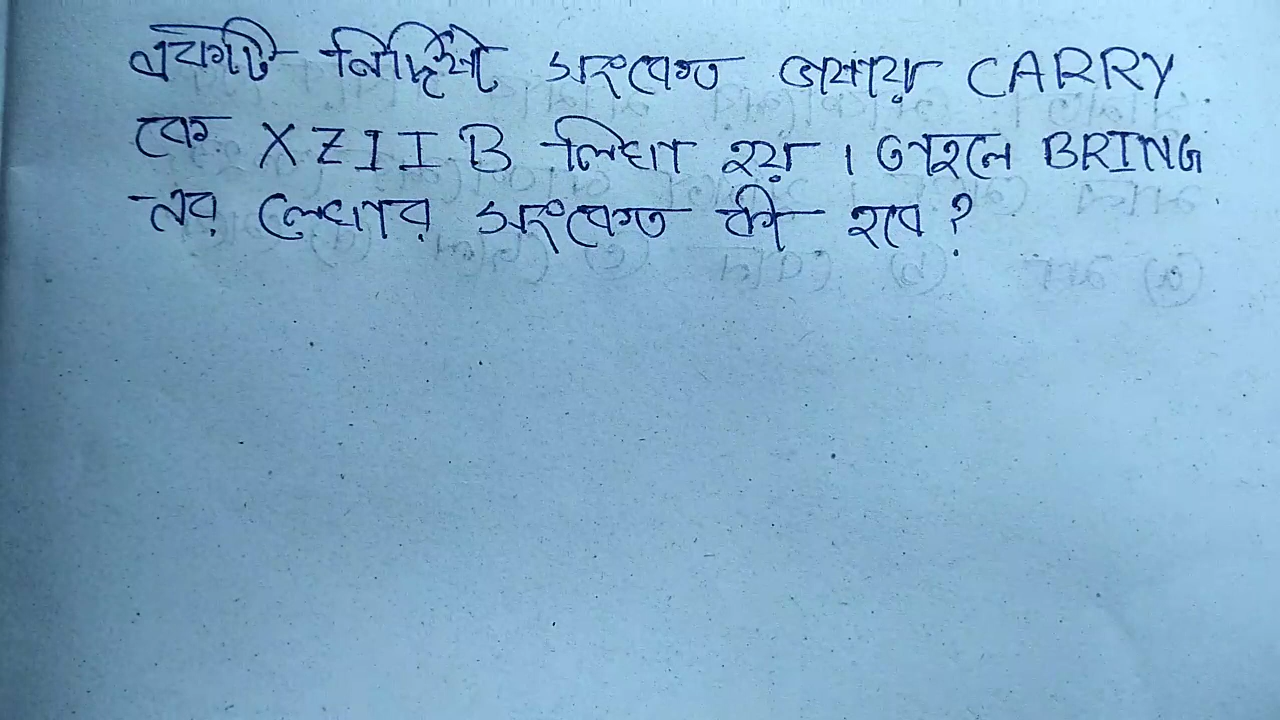 একটি নির্দিষ্ট সংকেত ভাষায় CARRY
কে XZIIB লিখা হয়। তাহলে BRING
এর লেখার সংকেত কী হবে?